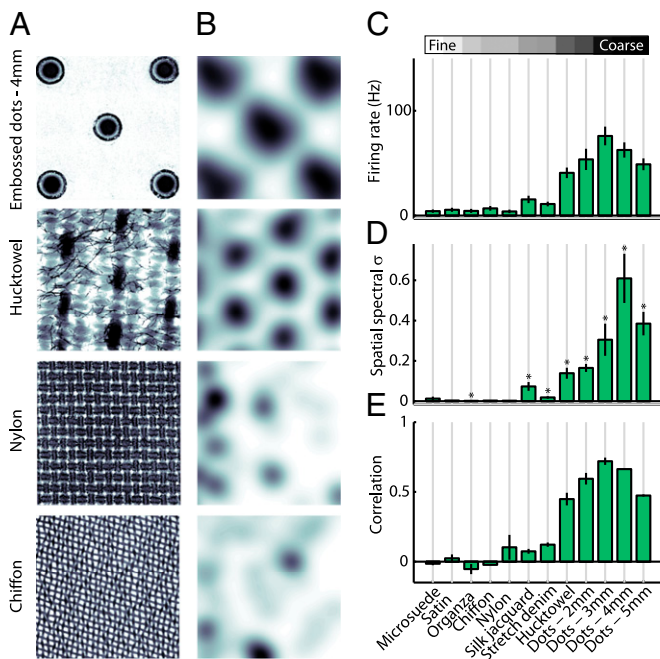 A
B
C
Embossed dots - 4mm
Hucktowel
Nylon
Chiffon
Fine
Coarse
Firing rate (Hz)
100
0
D
Spatial spectral σ
0.6
0.4
0.2
0
*
*
*
*
*
*
*
*
E
Correlation
1
0.5
0
Microsuede
Satin
Organza
Chiffon
Nylon
Silk jacquard
Stretch denim
Hucktowel
Dots - 2mm
Dots - 3mm
Dots - 4mm
Dots - 5mm